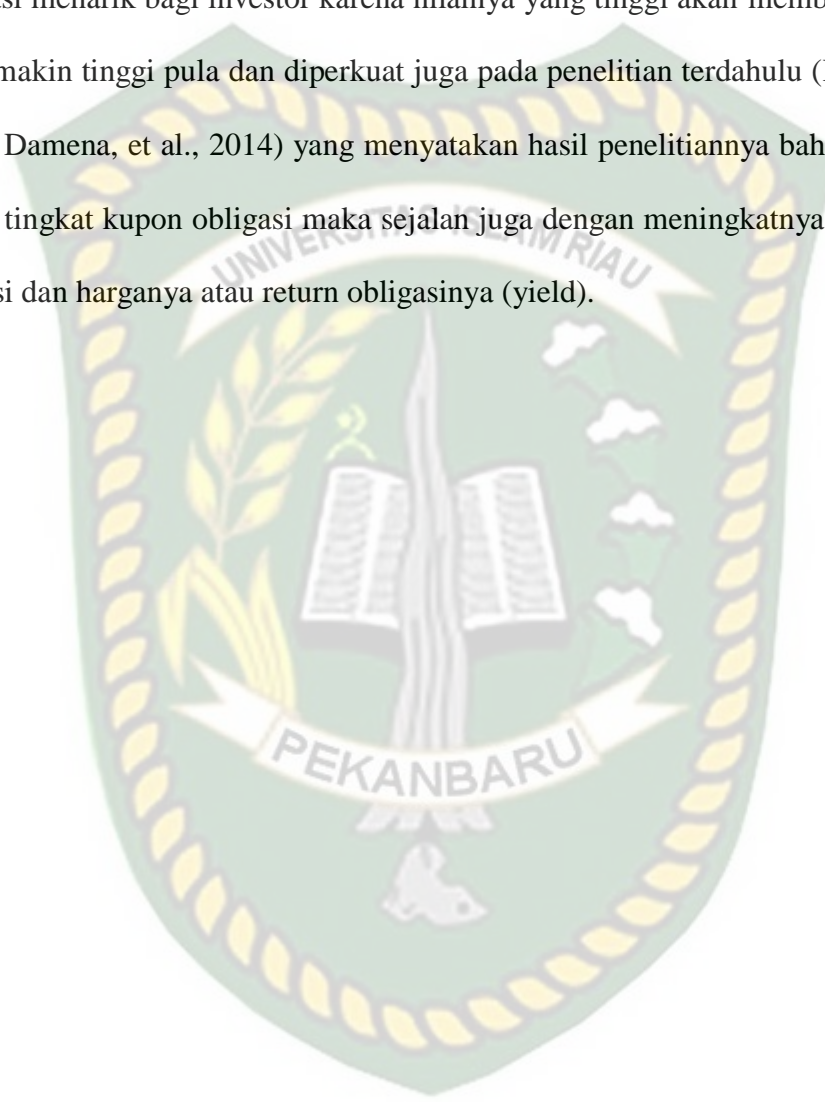 si menarik bagi investor karena nilainya yang tinggi akan memb
makin tinggi pula dan diperkuat juga pada penelitian terdahulu (
Damena, et al., 2014) yang menyatakan hasil penelitiannya bah
tingkat kupon obligasi maka sejalan juga dengan meningkatnya
si dan harganya atau return obligasinya (yield).
UNIVERSITAS ISLAM RIAU
PEKANBARU